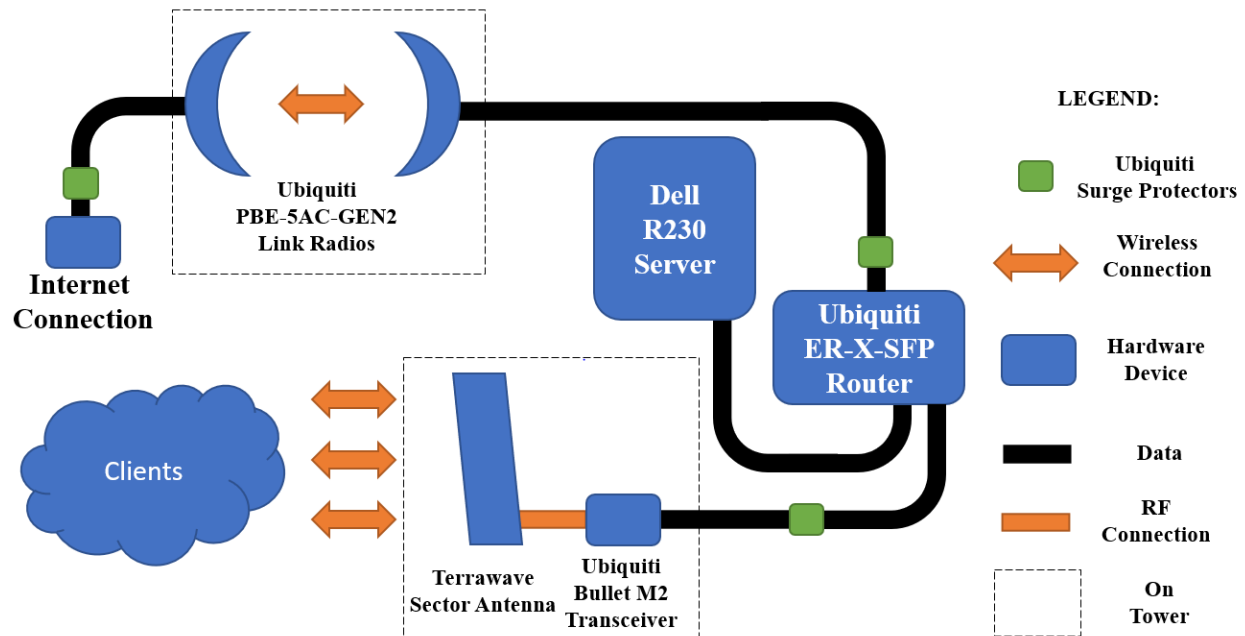 Ubiquiti
PBE-5AC-GEN2
Link Radios
Internet
Connection
Dell
R230
Server
Ubiquiti
ER-X-SFP
Router
Clients
Terrawave
Sector Antenna
Ubiquiti
Bullet M2
Transceiver
LEGEND:
Ubiquiti
Surge Protectors
Wireless
Connection
Hardware
Device
Data
RF
Connection
On
Tower